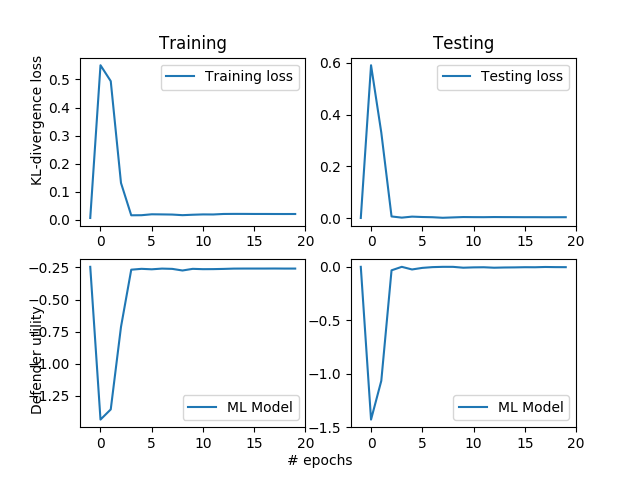 Training
Testing
KL-divergence loss
0.5
0.4
0.3
0.2
0.1
0.0
Training loss
0 5 10 15 20
0.6
0.4
0.2
0.0
Testing loss
0 5 10 15 20
Defender utility
−0.25
−0.50
−0.75
−1.00
−1.25
ML Model
0 5 10 15 20
0.0
−0.5
−1.0
−1.5
ML Model
0 5 10 15 20
# epochs